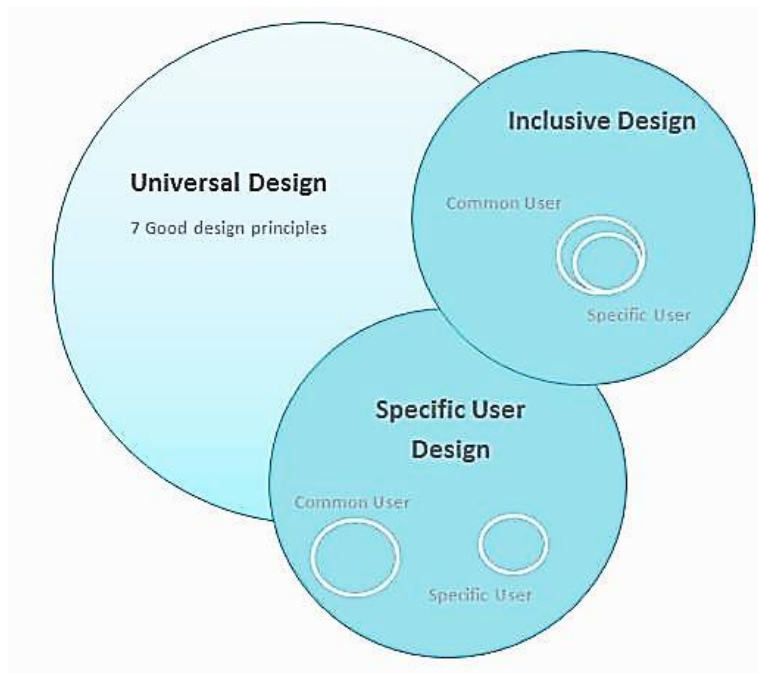 Inclusive Design
Universal Design
7 Good design principles
Common User
Specific User
Specific User
Design
Common User
Specific User